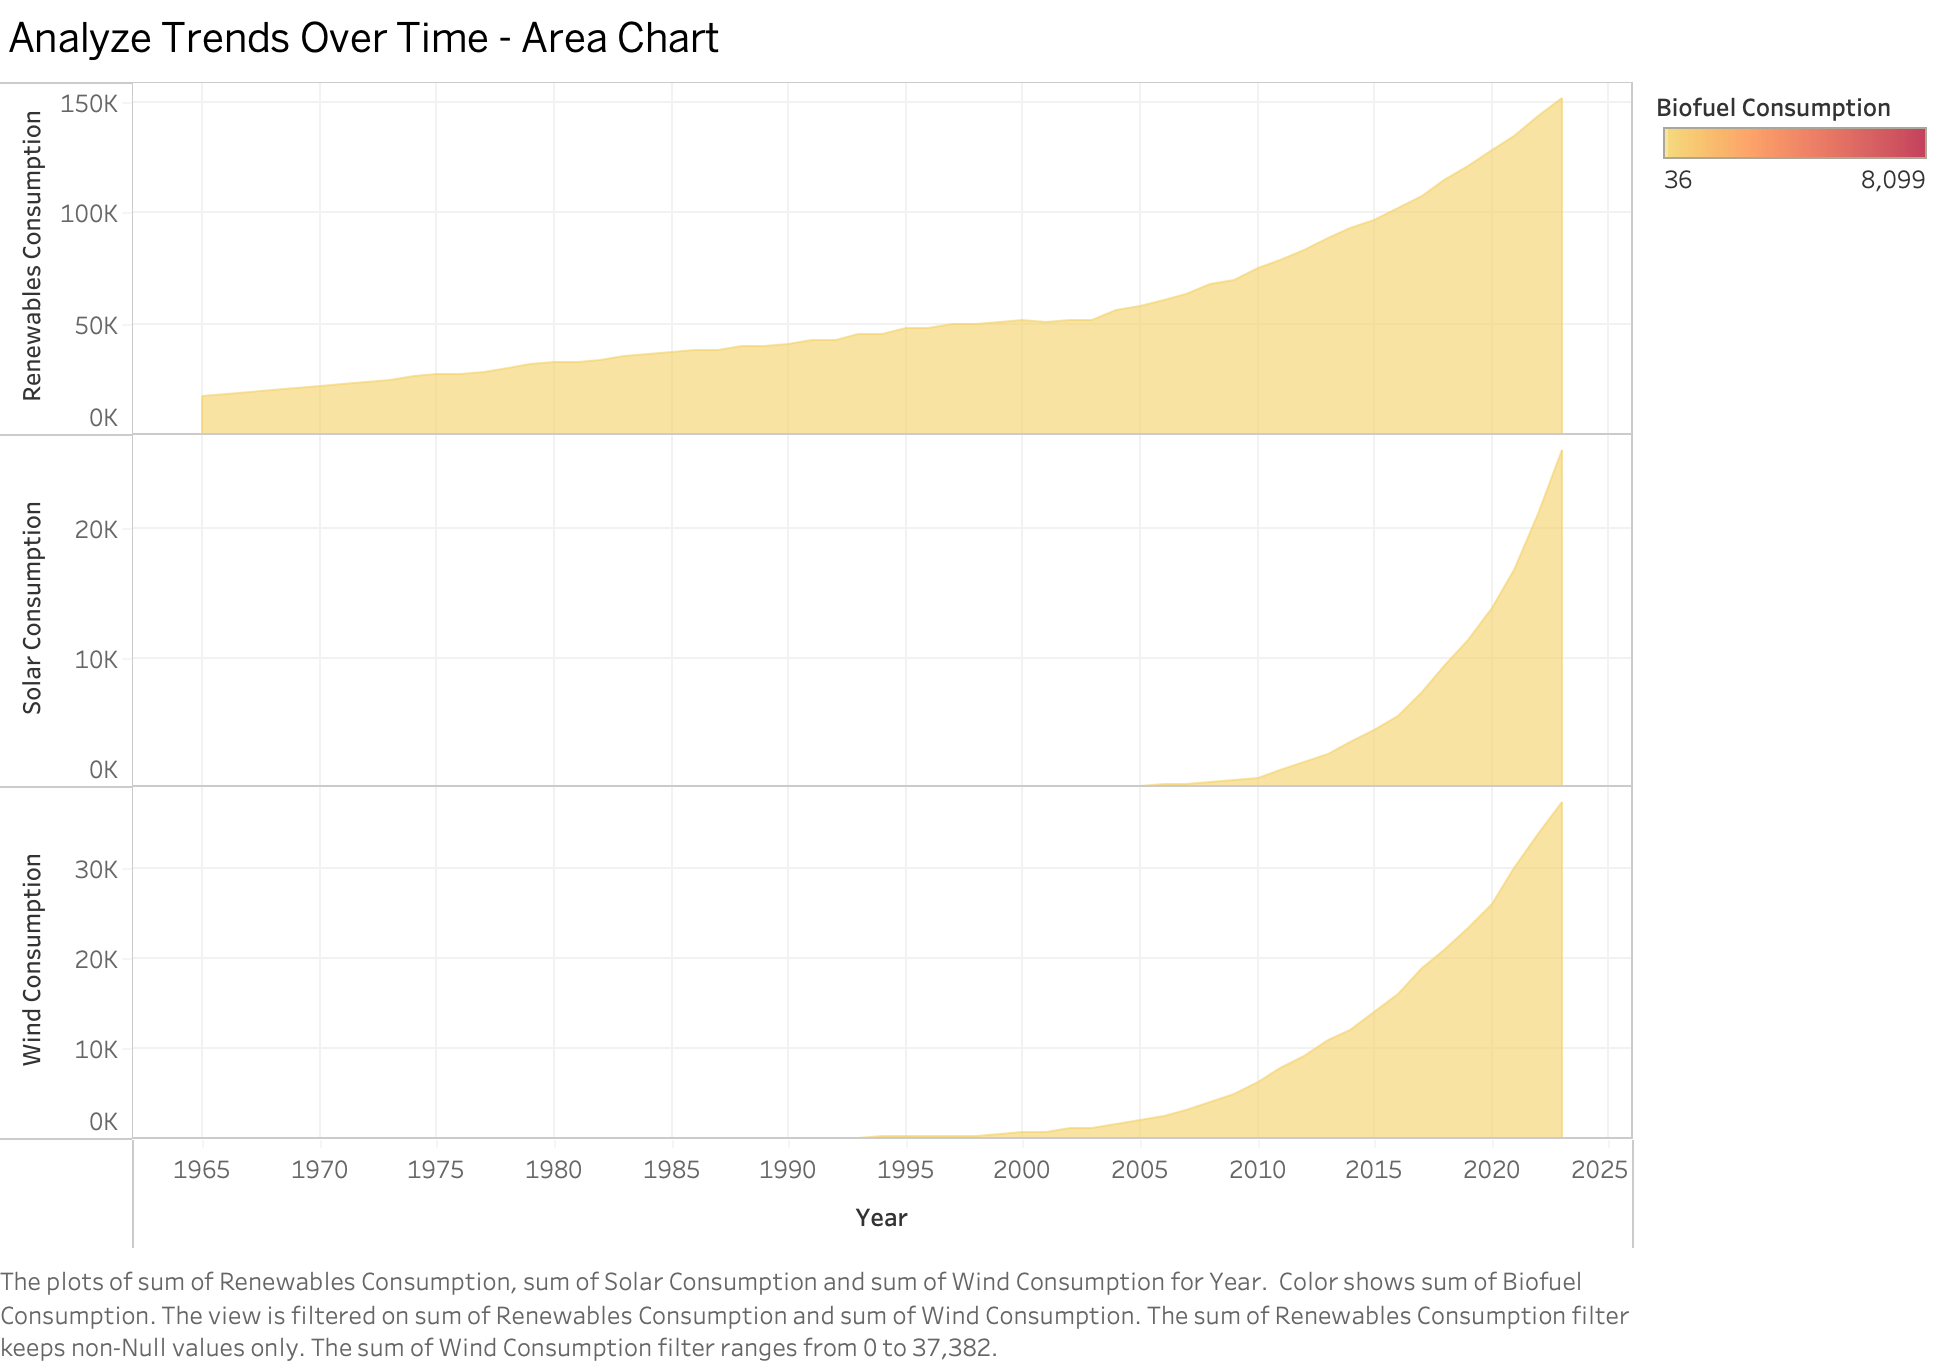 Analyze Trends Over Time - Area Chart
Renewables Consumption
150K
100K
50K
0K
Solar Consumption
20K
10K
0K
Wind Consumption
30K
20K
10K
0K
1965 1970 1975 1980 1985 1990 1995 2000 2005 2010 2015 2020 2025
Year
Biofuel Consumption
36 8,099
The plots of sum of Renewables Consumption, sum of Solar Consumption and sum of Wind Consumption for Year. Color shows sum of Biofuel
Consumption. The view is filtered on sum of Renewables Consumption and sum of Wind Consumption. The sum of Renewables Consumption filter
keeps non-Null values only. The sum of Wind Consumption filter ranges from 0 to 37,382.